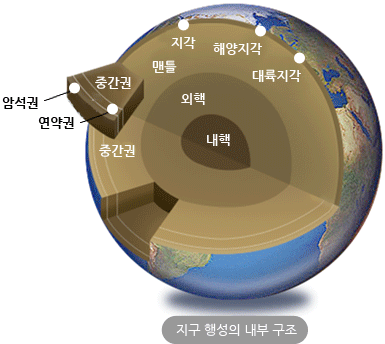 지각
해양지각
대륙지각
맨틀
중간권
외핵
암석권
연약권
내핵
중간권
지구 행성의 내부 구조